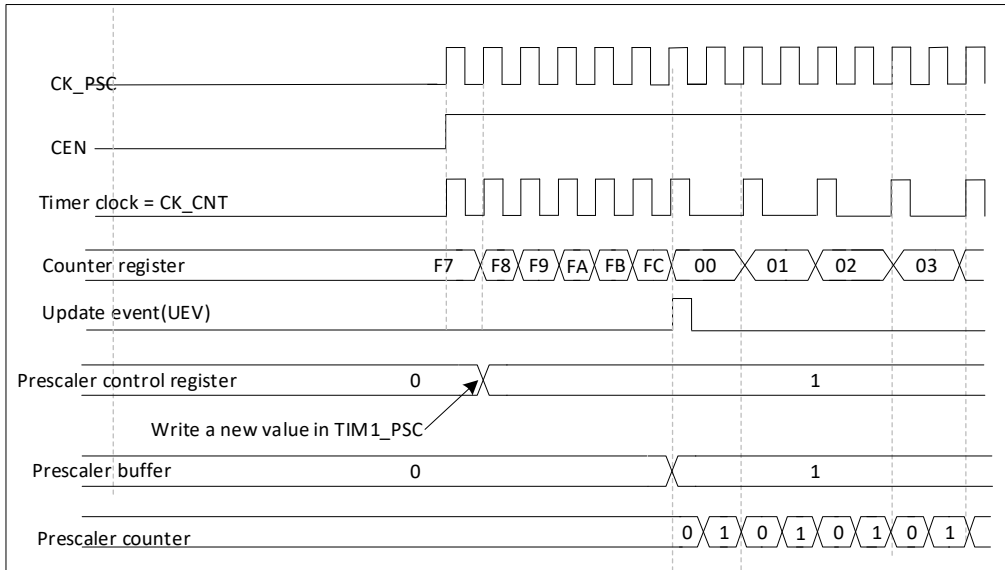 CK_PSC
CEN
Timer clock = CK_CNT
Counter register F7 F8 F9 FA FB FC 00 01 02 03
Update event(UEV)
Prescaler control register 0 1
Write a new value in TIM1_PSC
Prescaler buffer 0 1
Prescaler counter 0 1 0 1 0 1 0 1